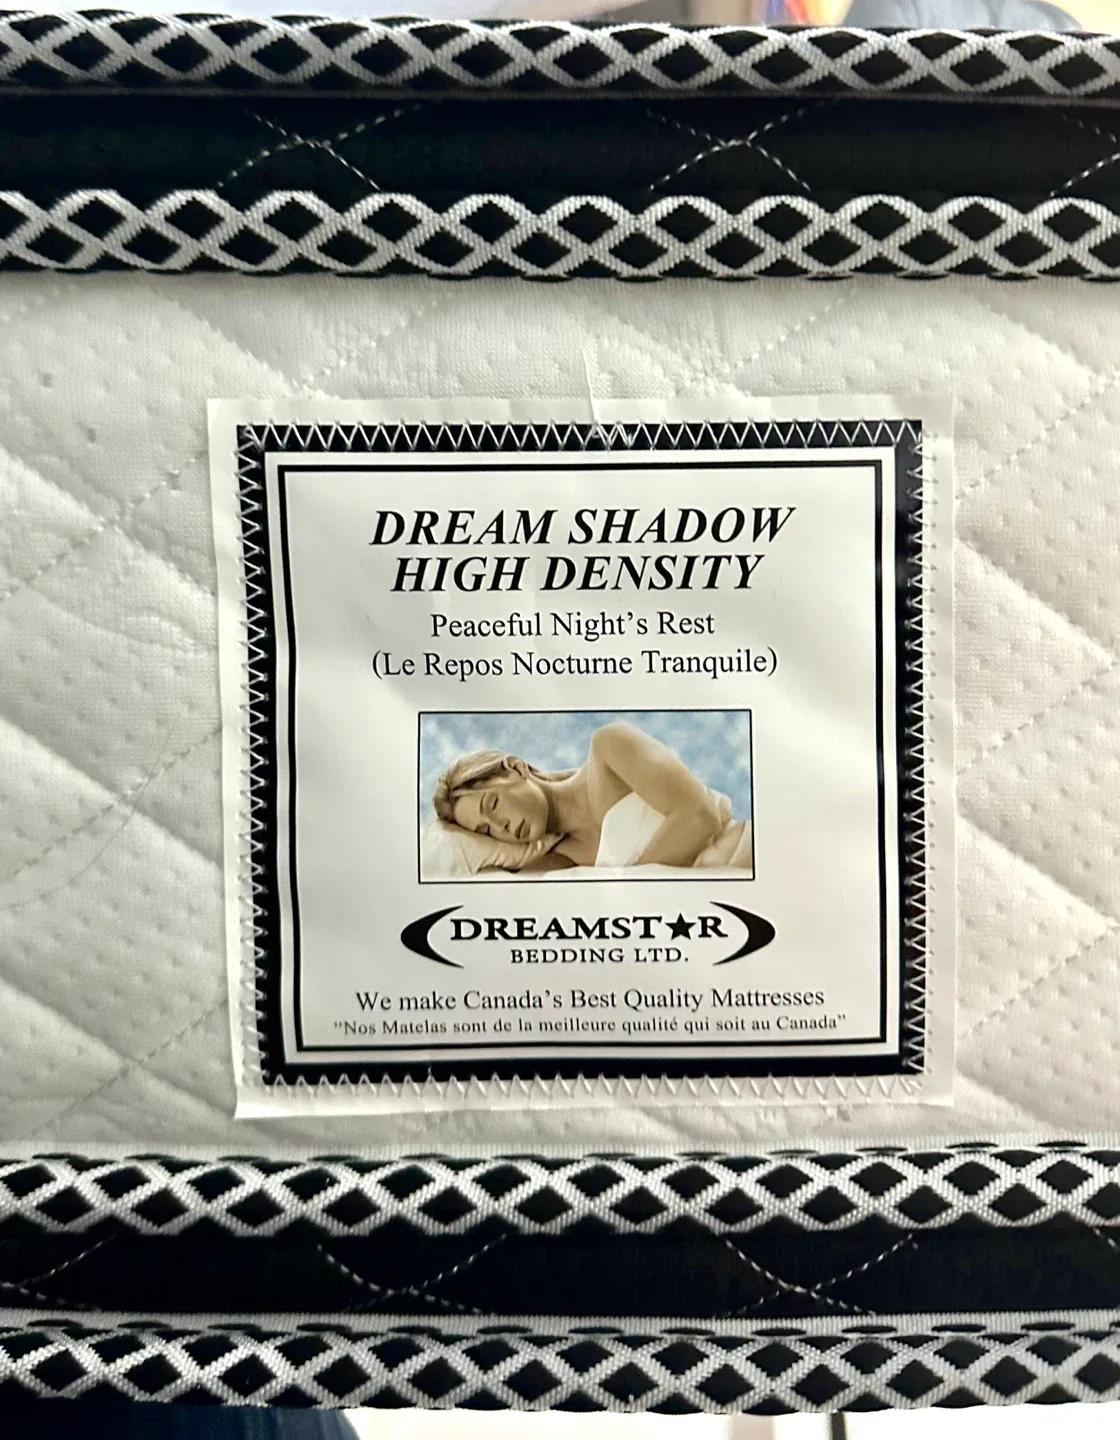 DREAM SHADOW
HIGH DENSITY
Peaceful Night's Rest
(Le Repos Nocturne Tranquile)
DREAMST★R
BEDDING LTD.
We make Canada's Best Quality Mattresses
"Nos Matelas sont de la meilleure qualité qui soit au Canada"